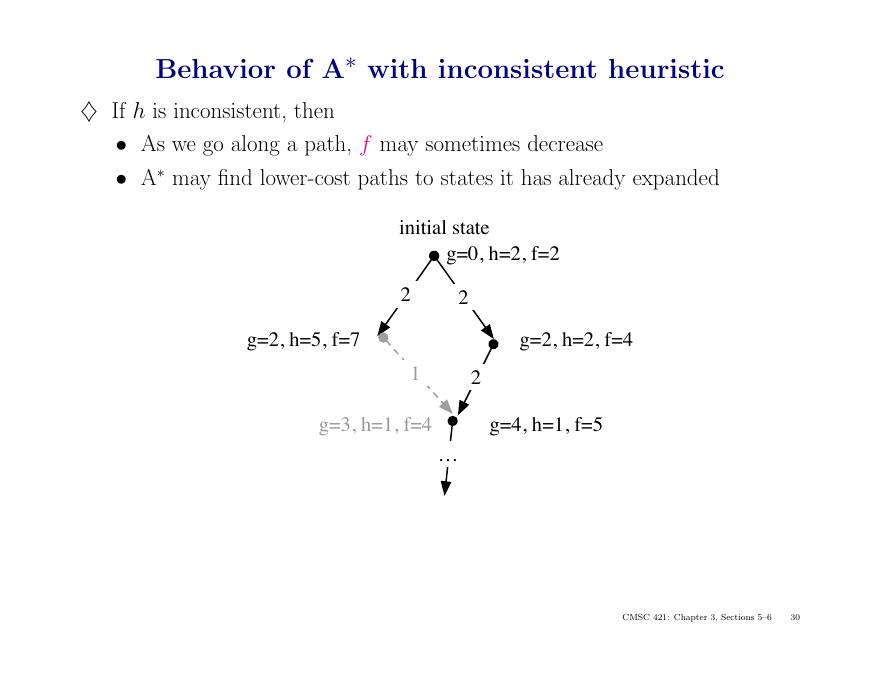 Behavior of A* with inconsistent heuristic
♢ If h is inconsistent, then
• As we go along a path, f may sometimes decrease
• A* may find lower-cost paths to states it has already expanded
initial state
g=0, h=2, f=2
2 2
g=2, h=5, f=7 g=2, h=2, f=4
1 2
g=3, h=1, f=4 g=4, h=1, f=5
…
CMSC 421: Chapter 3, Sections 5–6 30